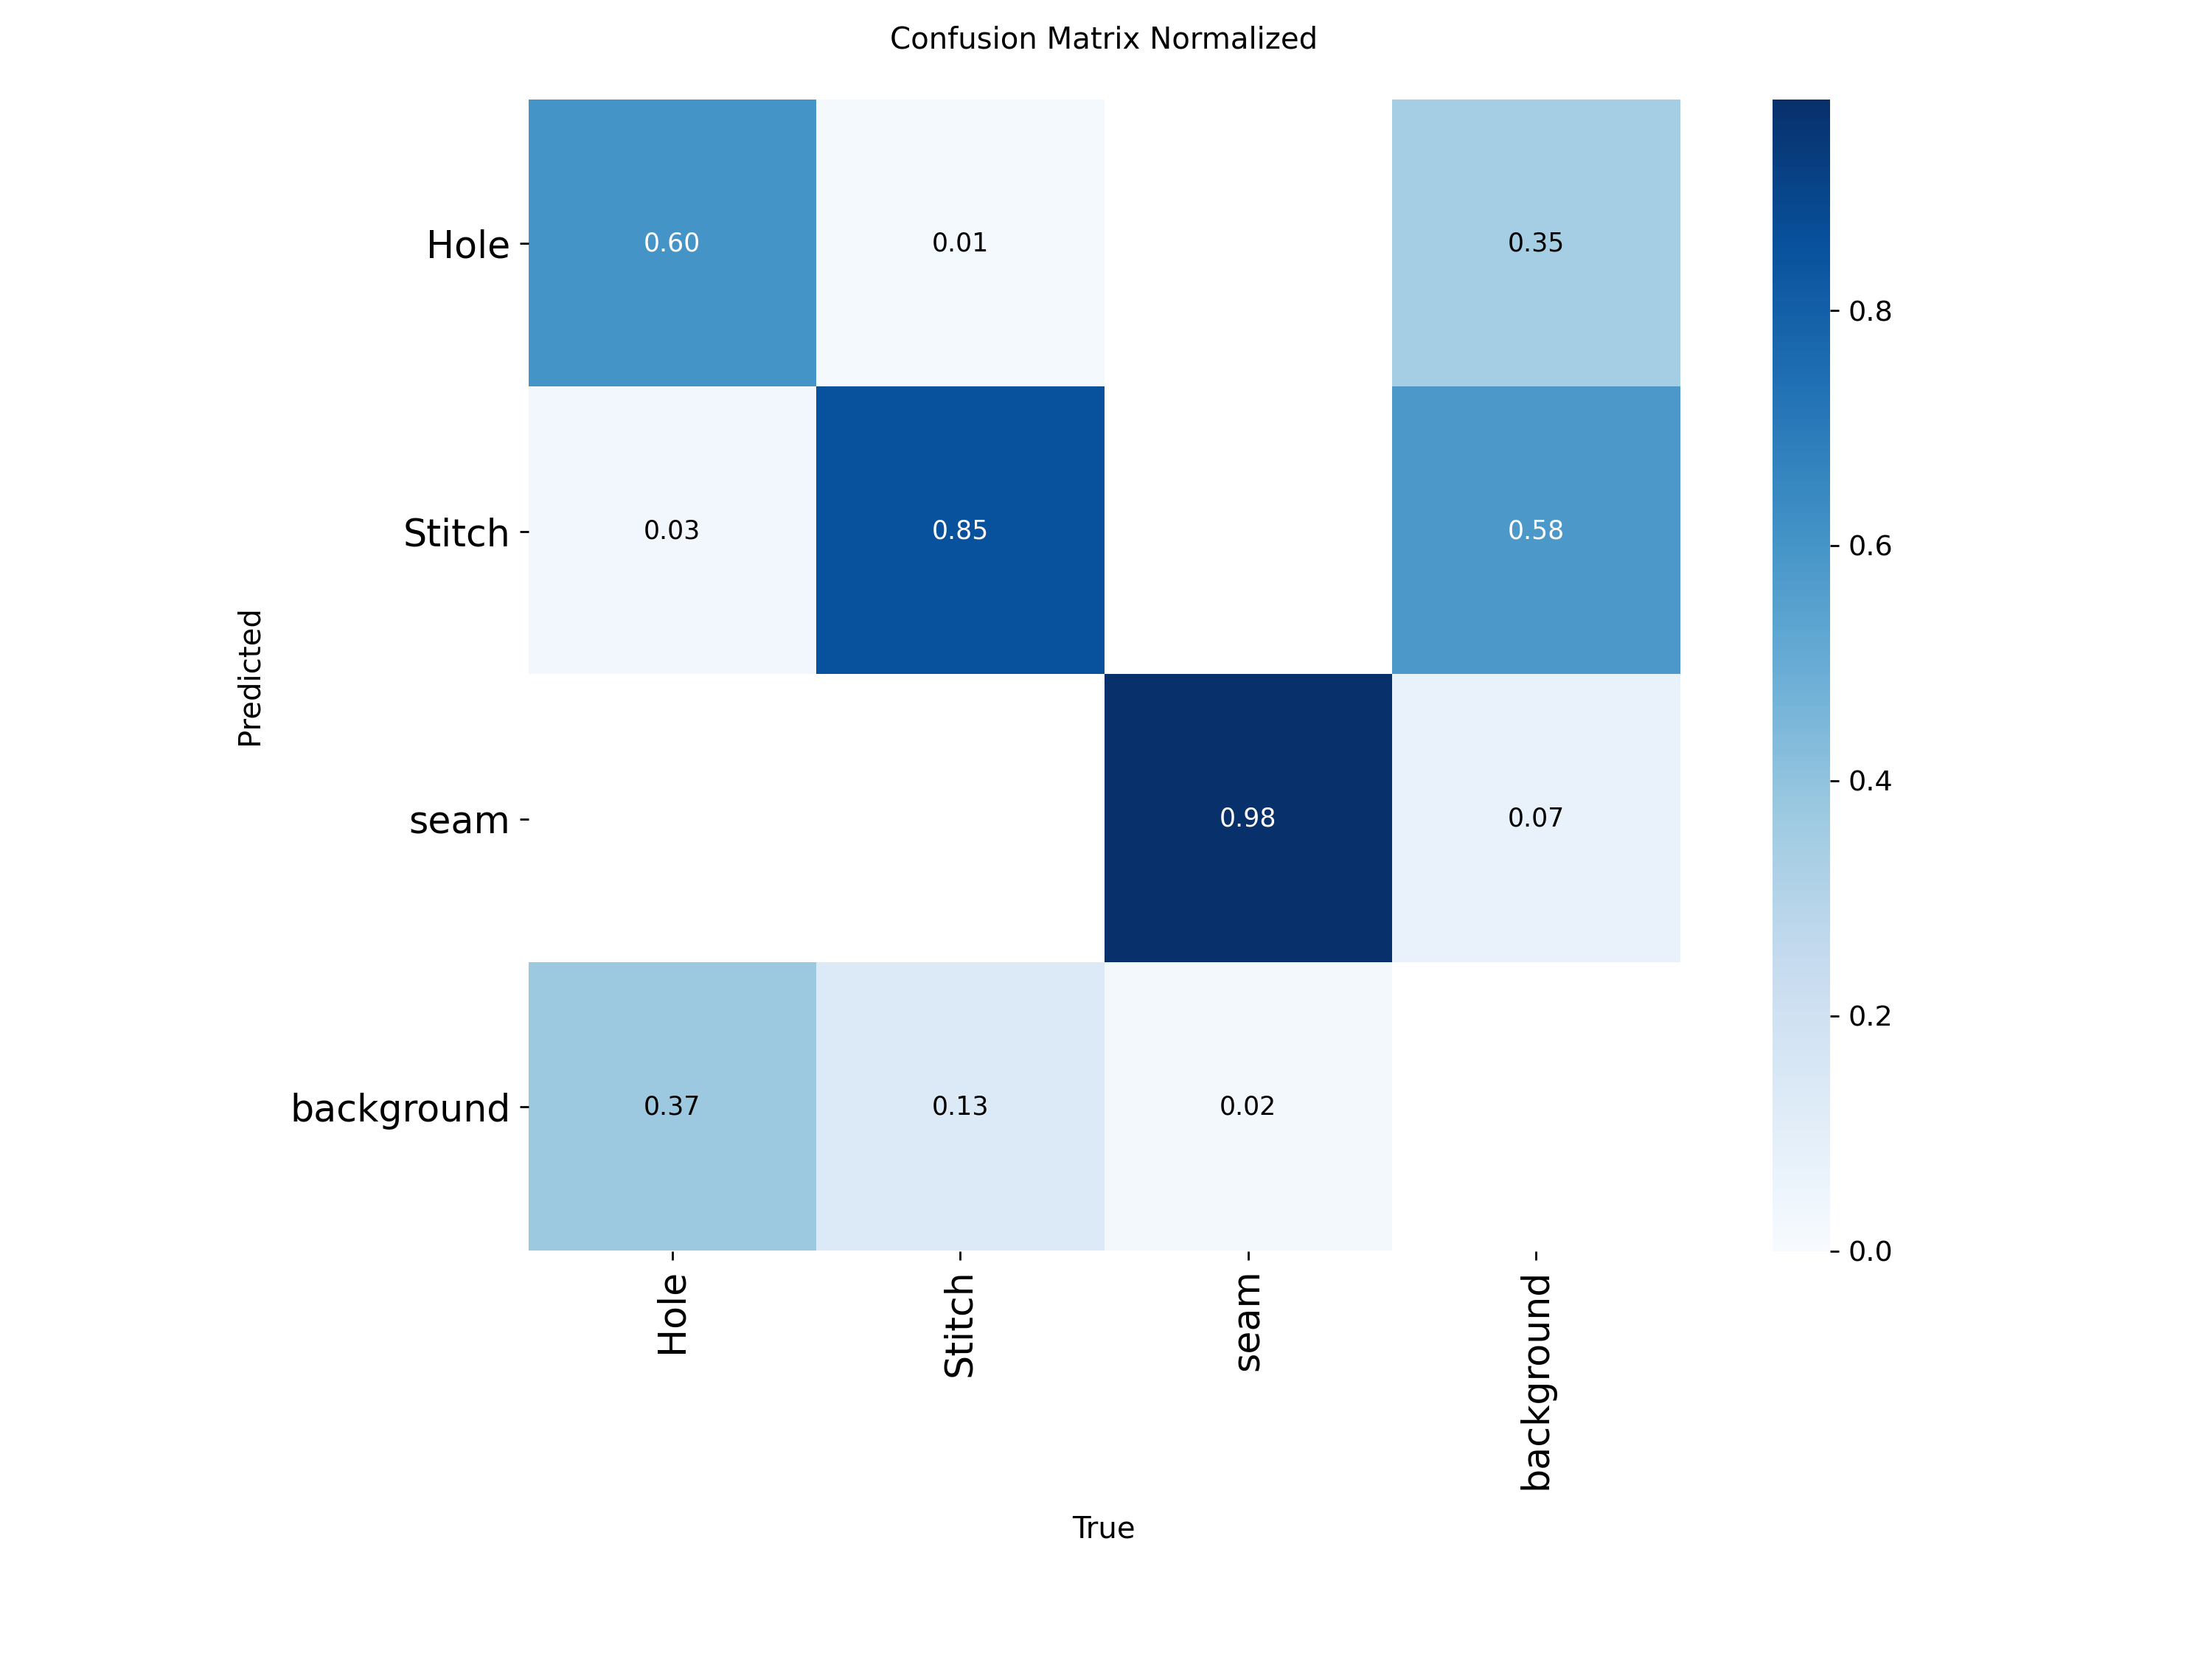 Confusion Matrix Normalized
Hole
0.60
0.01
0.35
0.8
Stitch
0.03
0.85
0.58
0.6
Predicted
seam
0.98
0.07
0.4
background
0.37
0.13
0.02
0.2
0.0
Hole
Stitch
seam
background
True